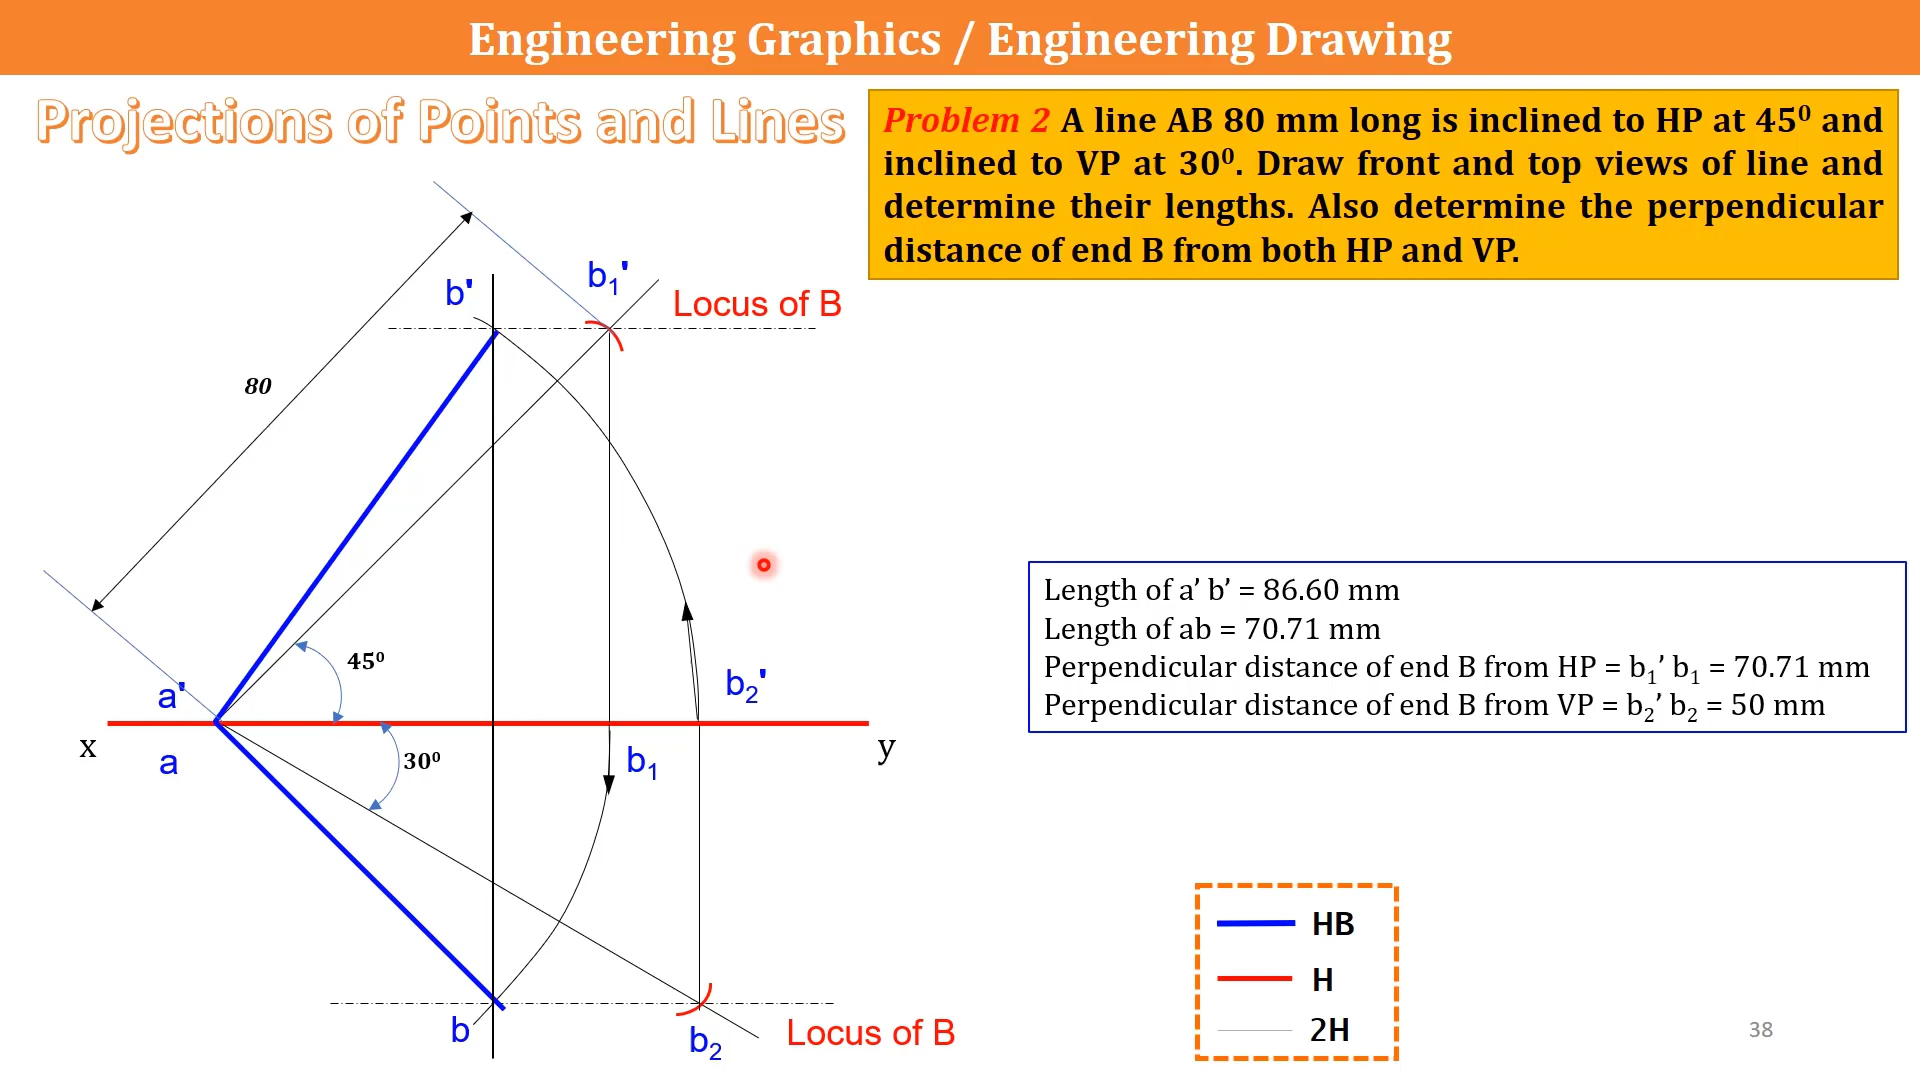 Engineering Graphics / Engineering Drawing
Projections of Points and Lines
Problem 2 A line AB 80 mm long is inclined to HP at 45⁰ and
inclined to VP at 30⁰. Draw front and top views of line and
determine their lengths. Also determine the perpendicular
distance of end B from both HP and VP.
b'
b₁'
Locus of B
80
45⁰
a'
b₂'
x
y
a
30⁰
b₁
b
b₂
Locus of B
Length of a’ b’ = 86.60 mm
Length of ab = 70.71 mm
Perpendicular distance of end B from HP = b₁’ b₁ = 70.71 mm
Perpendicular distance of end B from VP = b₂’ b₂ = 50 mm
HB
H
2H
38